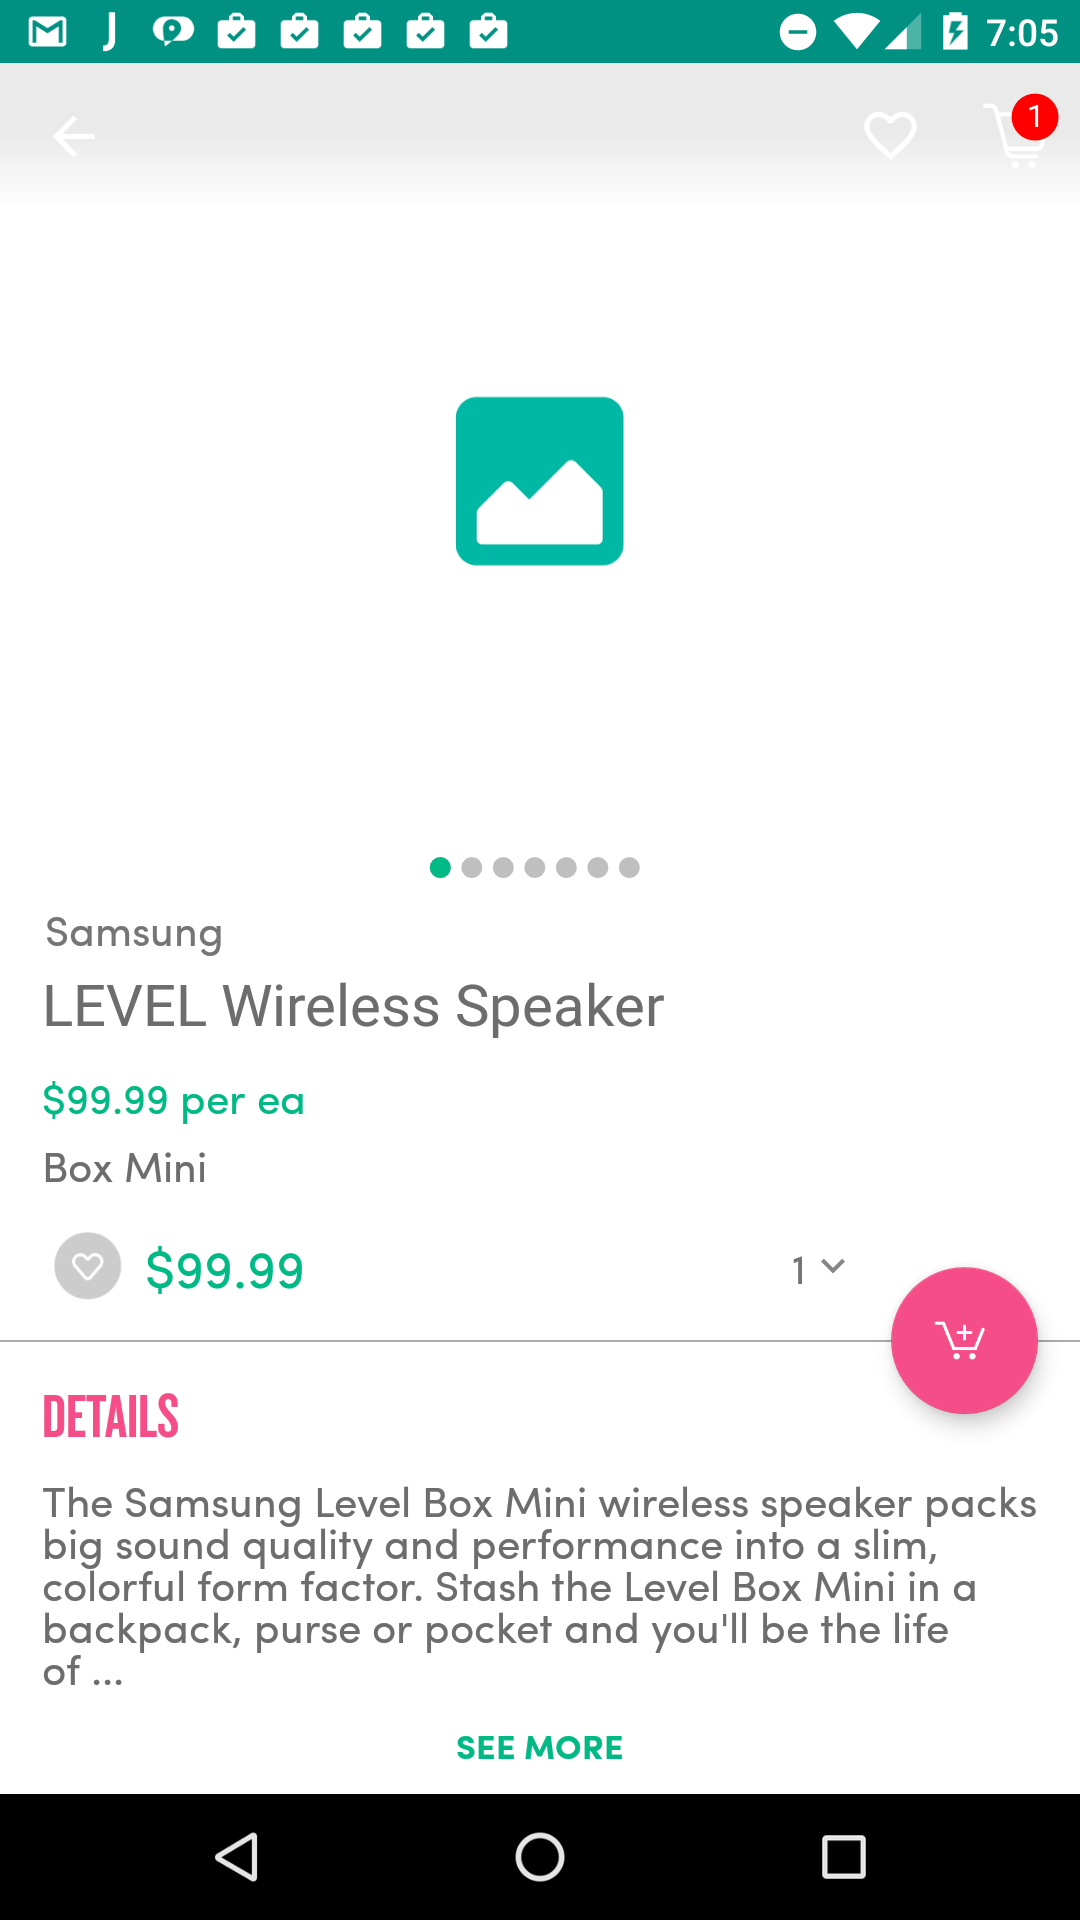 7:05
1
Samsung
LEVEL Wireless Speaker
$99.99 per ea
Box Mini
$99.99
1
DETAILS
The Samsung Level Box Mini wireless speaker packs
big sound quality and performance into a slim,
colorful form factor. Stash the Level Box Mini in a
backpack, purse or pocket and you'll be the life
of ...
SEE MORE